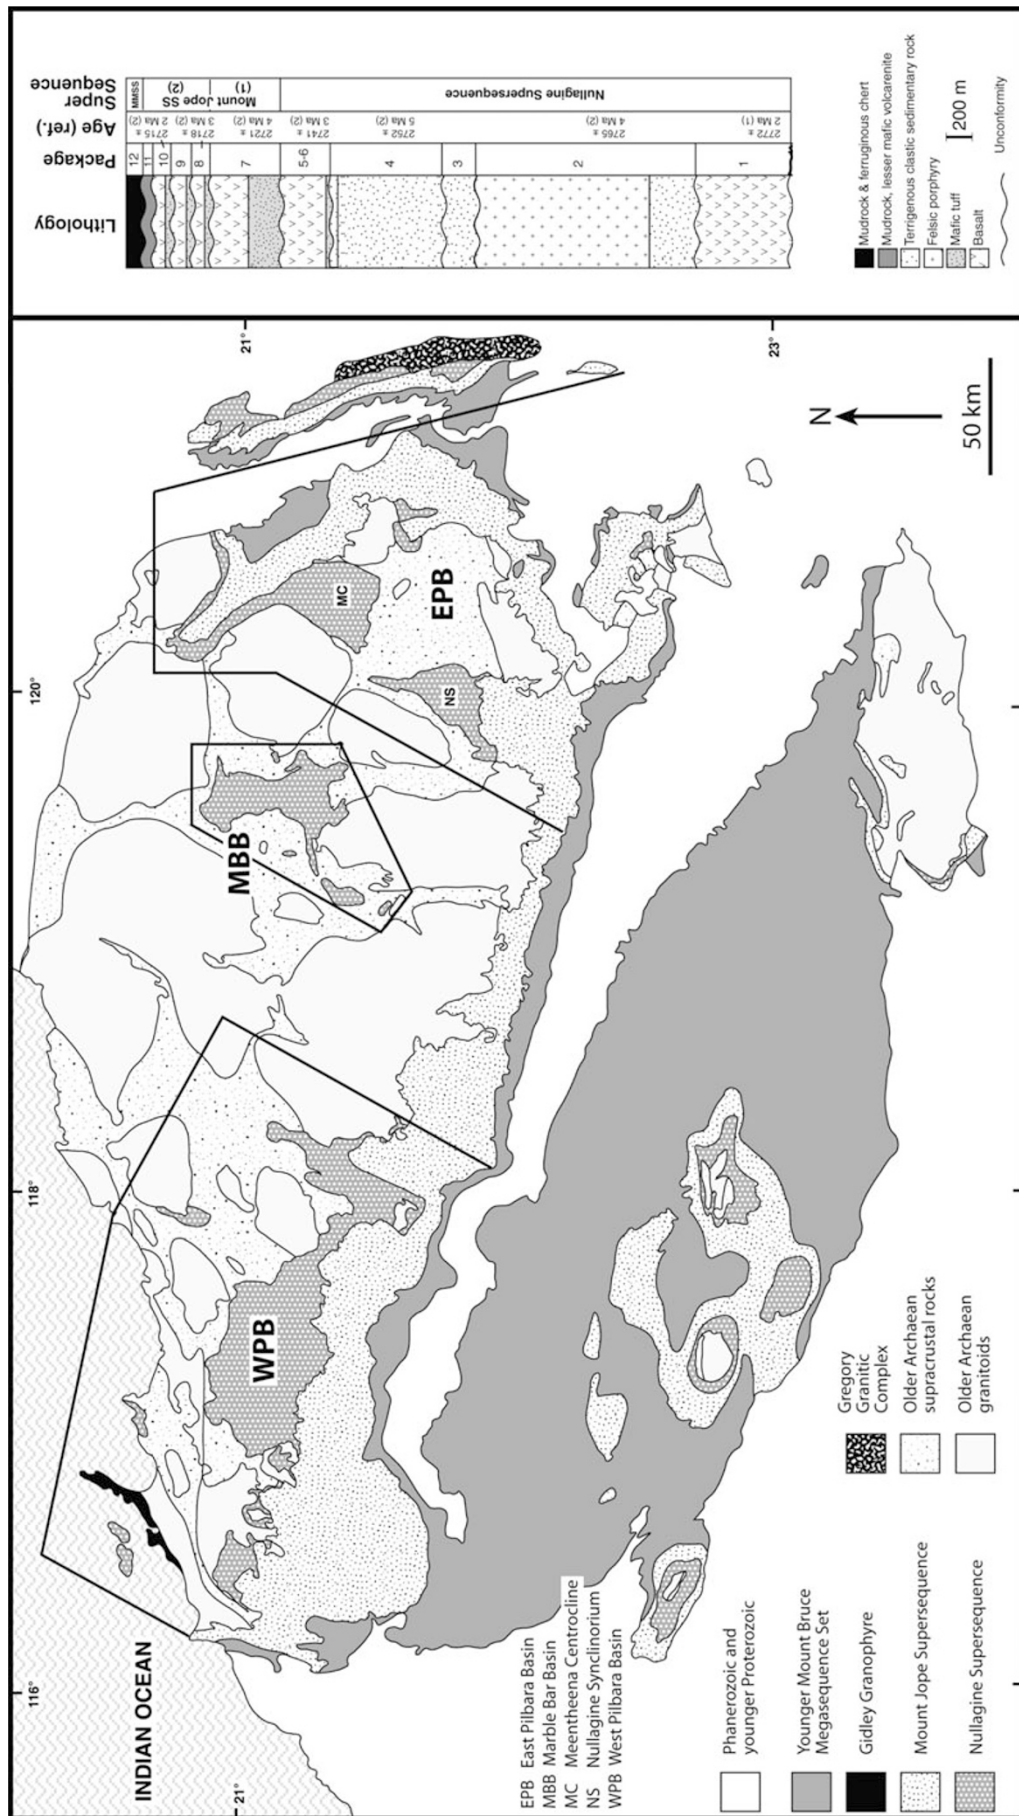 INDIAN OCEAN
116°
118°
120°
21°
21°
23°
WPB
MBB
EPB
MC
NS
N
50 km
EPB East Pilbara Basin
MBB Marble Bar Basin
MC Meentheena Centrocline
NS Nullagine Synclinorium
WPB West Pilbara Basin
Phanerozoic and
younger Proterozoic
Younger Mount Bruce
Megasequence Set
Gidley Granophyre
Mount Jope Supersequence
Nullagine Supersequence
Gregory
Granitic
Complex
Older Archaean
supracrustal rocks
Older Archaean
granitoids
Lithology
Package
Age (ref.)
Super
Sequence
12
11
10
9
8
7
5-6
4
3
2
1
2715 ± 2 Ma (2)
2718 ± 3 Ma (2)
2721 ± 4 Ma (2)
2741 ± 3 Ma (2)
2752 ± 5 Ma (2)
2765 ± 4 Ma (2)
2772 ± 2 Ma (1)
MMSS
Mount Jope SS
(2)
(1)
Nullagine Supersequence
Mudrock & ferruginous chert
Mudrock, lesser mafic volcarenite
Terrigenous clastic sedimentary rock
Felsic porphyry
Mafic tuff
Basalt
200 m
Unconformity